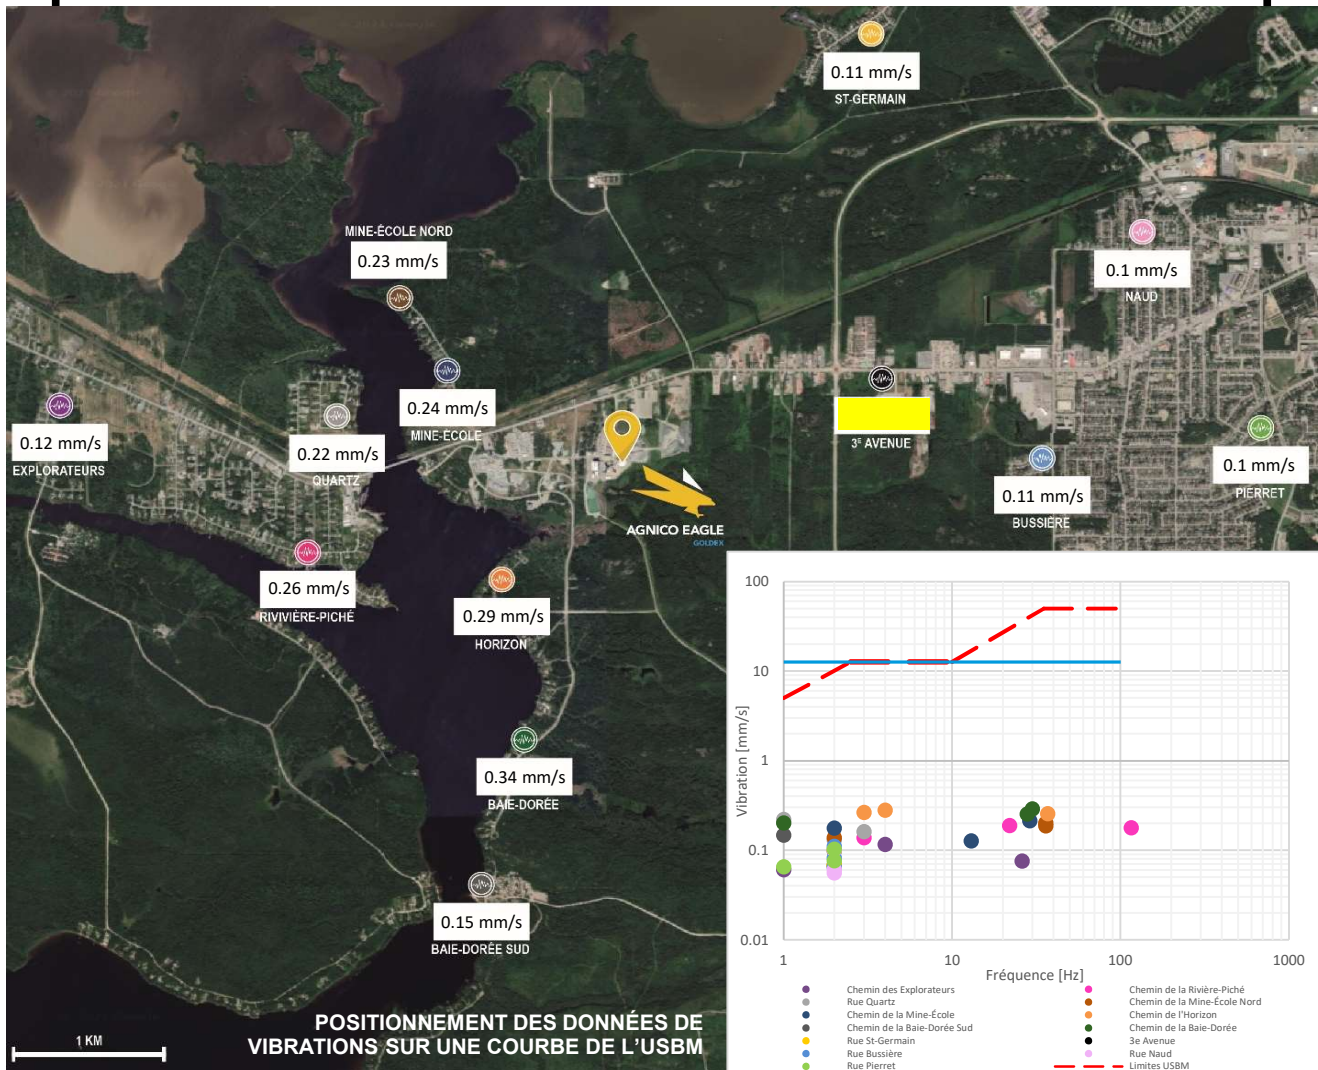 0.11 mm/s
ST-GERMAIN
MINE-ÉCOLE NORD
0.23 mm/s
0.1 mm/s
NAUD
0.24 mm/s
MINE-ÉCOLE
0.12 mm/s
EXPLORATEURS
0.22 mm/s
QUARTZ
3E AVENUE
0.11 mm/s
BUSSIÈRE
0.1 mm/s
PIERRET
AGNICO EAGLE
GOLDEX
0.26 mm/s
RIVIVIÈRE-PICHÉ
0.29 mm/s
HORIZON
0.34 mm/s
BAIE-DORÉE
0.15 mm/s
BAIE-DORÉE SUD
POSITIONNEMENT DES DONNÉES DE
VIBRATIONS SUR UNE COURBE DE L'USBM
1 KM
100
10
1
0.1
0.01
Vibration [mm/s]
1 10 100 1000
Fréquence [Hz]
Chemin des Explorateurs
Chemin de la Rivière-Piché
Rue Quartz
Chemin de la Mine-École Nord
Chemin de la Mine-École
Chemin de l'Horizon
Chemin de la Baie-Dorée Sud
Chemin de la Baie-Dorée
Rue St-Germain
3e Avenue
Rue Bussière
Rue Naud
Rue Pierret
Limites USBM